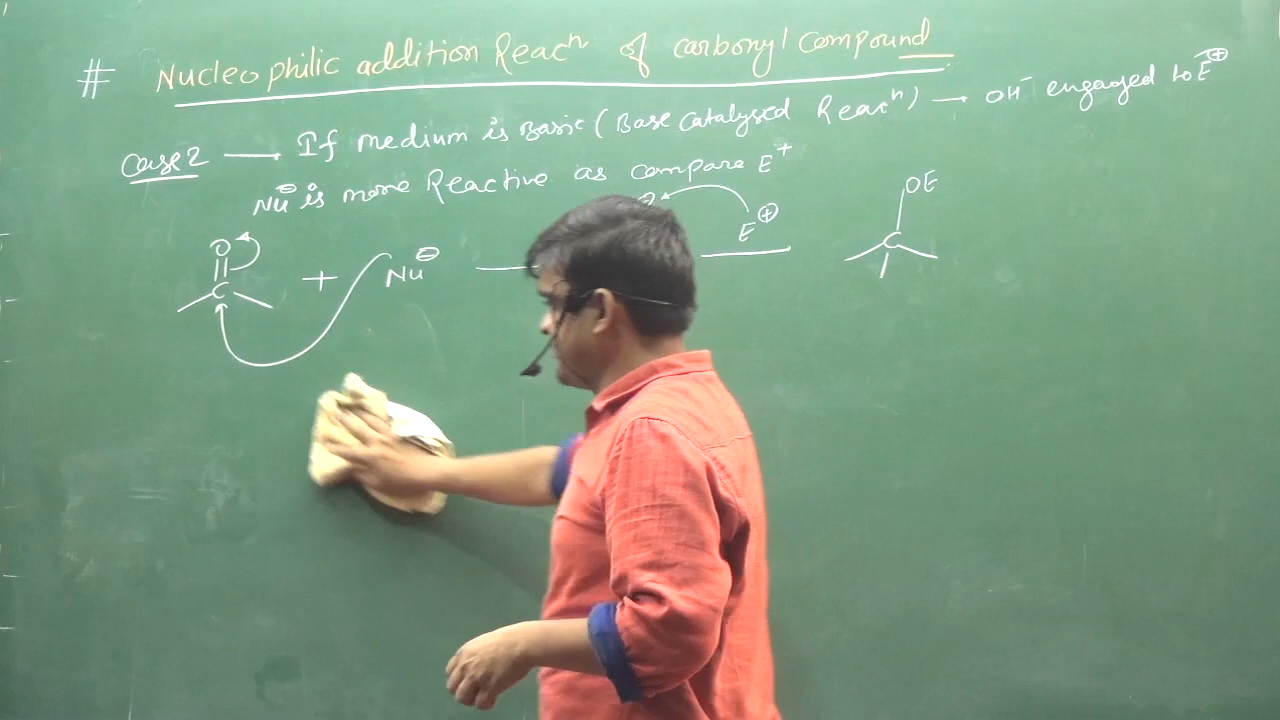 # Nucleophilic addition Reacⁿ of carbonyl compound
Case 2 → If medium is Basic (Base Catalysed Reacⁿ) → OH⁻ engaged to E⊕
Nu⊖ is more Reactive as compare E⁺
O
C
+ Nu⊖
E⊕
OE
C